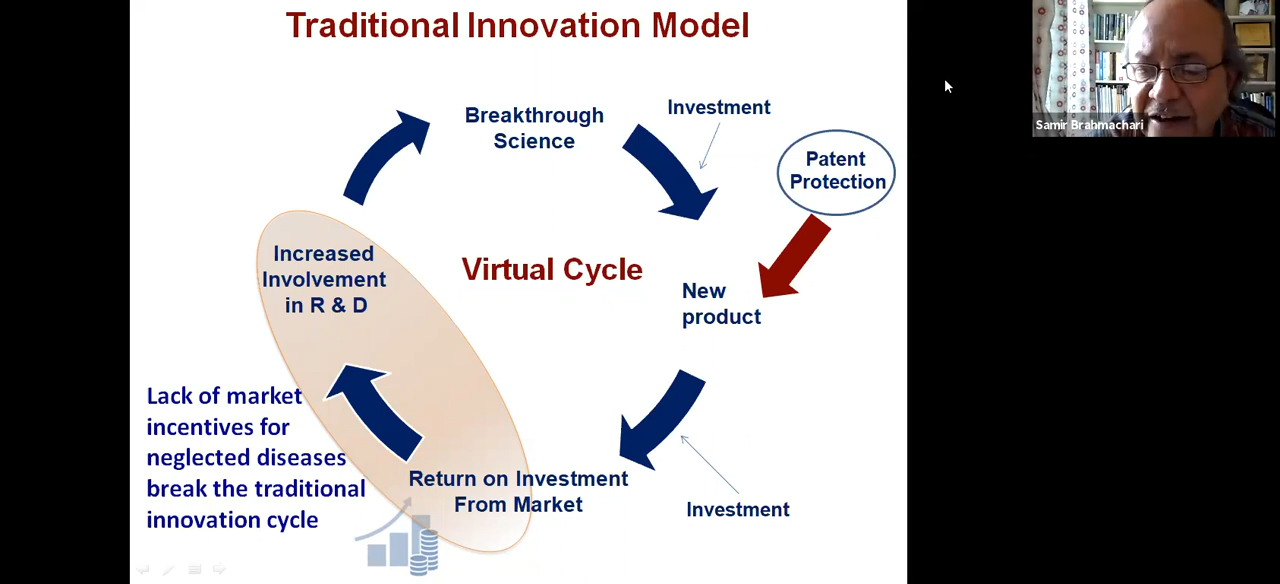 Traditional Innovation Model
Breakthrough
Science
Investment
Patent
Protection
Samir Brahmachari
Increased
Involvement
in R & D
Virtual Cycle
New
product
Lack of market
incentives for
neglected diseases
break the traditional
innovation cycle
Return on Investment
From Market
Investment